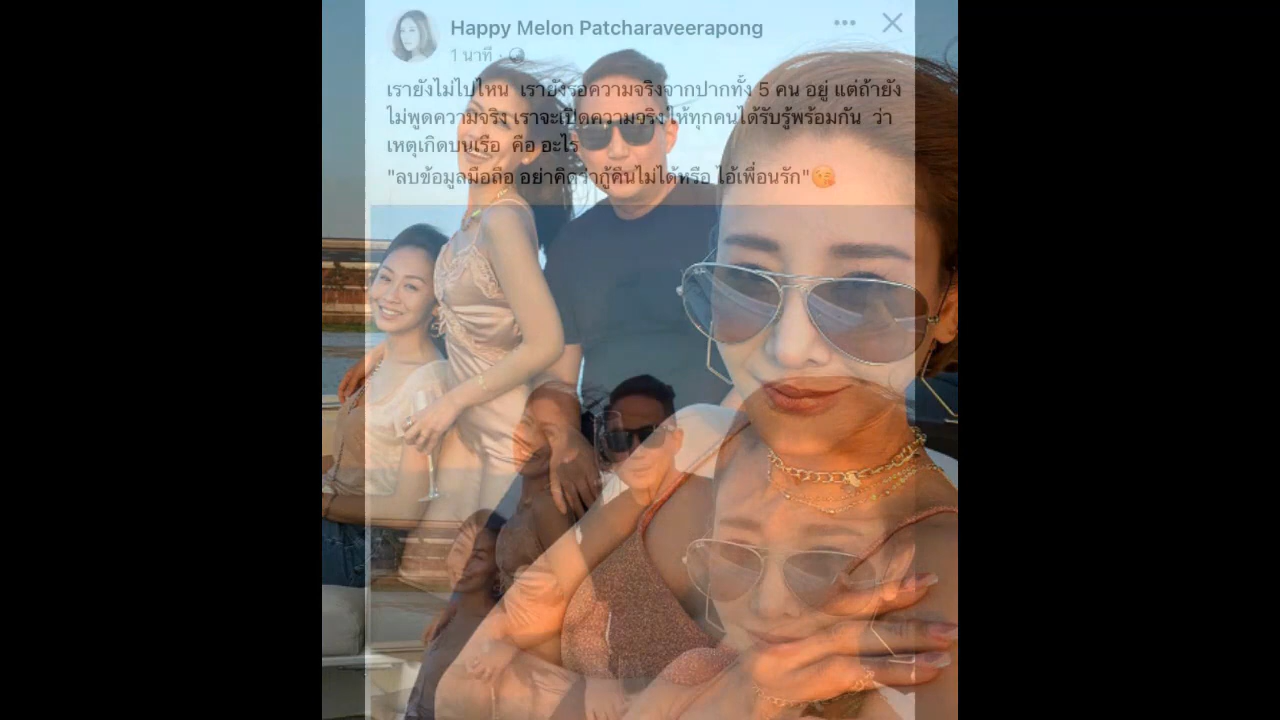 Happy Melon Patcharaveerapong
1 นาที ·
เรายังไม่ไปไหน เรายังรอความจริงจากปากทั้ง 5 คน อยู่ แต่ถ้ายัง
ไม่พูดความจริง เราจะเปิดความจริงให้ทุกคนได้รับรู้พร้อมกัน ว่า
เหตุเกิดบนเรือ คือ อะไร
"ลบข้อมูลมือถือ อย่าคิดว่ากู้คืนไม่ได้หรือ ไอ้เพื่อนรัก"😘